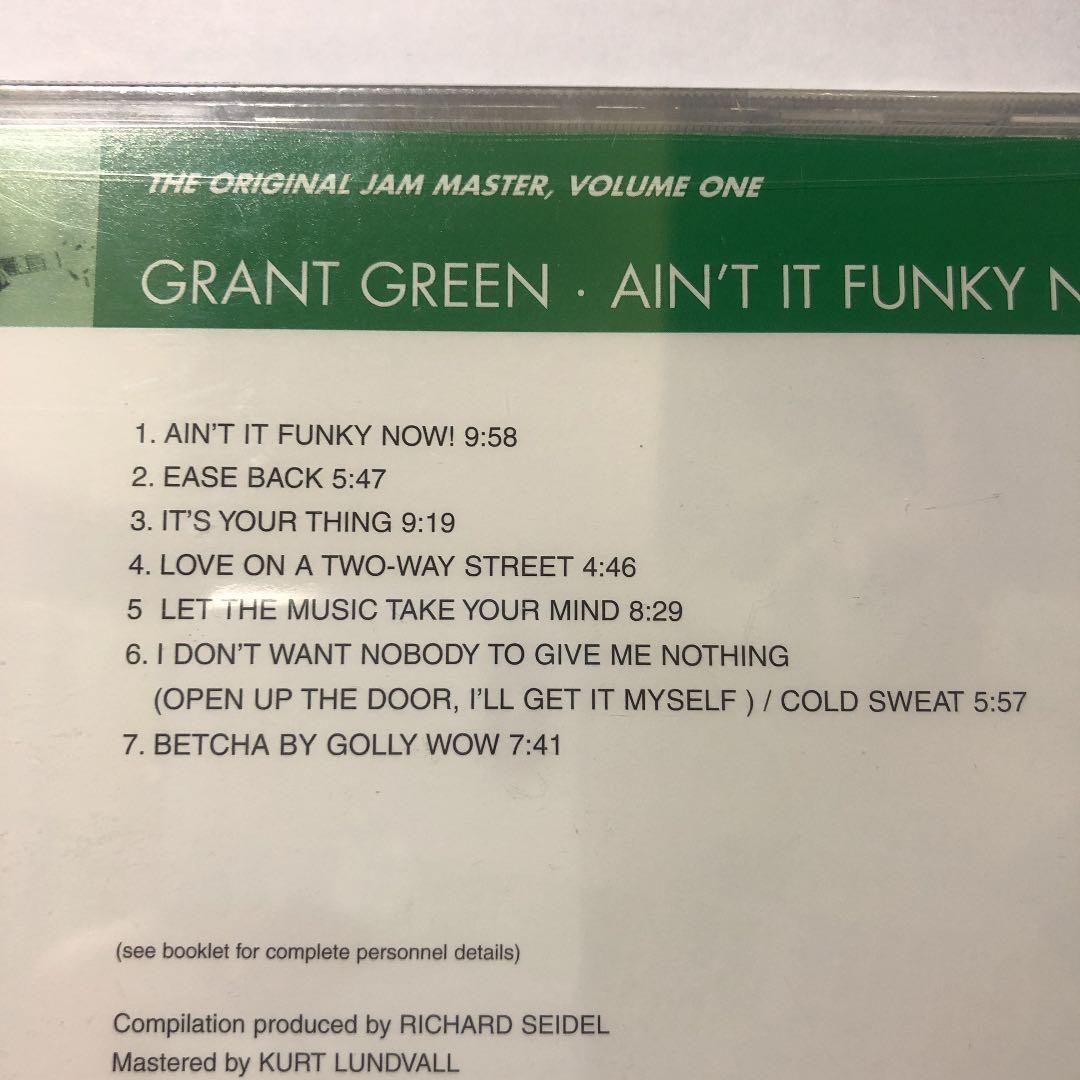 THE ORIGINAL JAM MASTER, VOLUME ONE
GRANT GREEN · AIN'T IT FUNKY N
1. AIN'T IT FUNKY NOW! 9:58
2. EASE BACK 5:47
3. IT'S YOUR THING 9:19
4. LOVE ON A TWO-WAY STREET 4:46
5 LET THE MUSIC TAKE YOUR MIND 8:29
6. I DON'T WANT NOBODY TO GIVE ME NOTHING
(OPEN UP THE DOOR, I'LL GET IT MYSELF ) / COLD SWEAT 5:57
7. BETCHA BY GOLLY WOW 7:41
(see booklet for complete personnel details)
Compilation produced by RICHARD SEIDEL
Mastered by KURT LUNDVALL